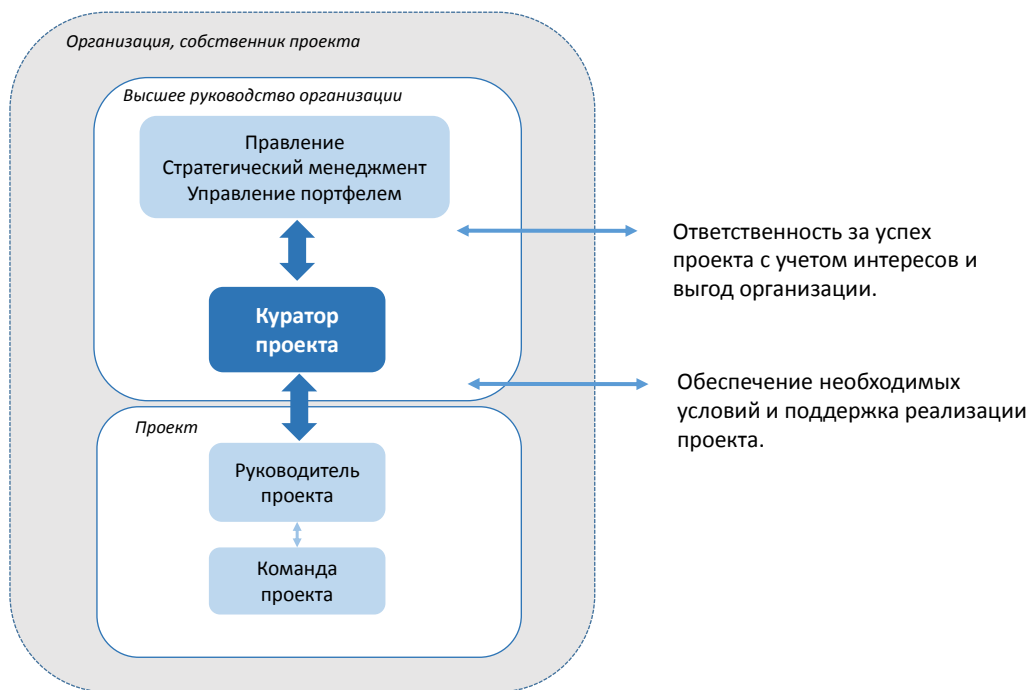 Организация, собственник проекта
Высшее руководство организации
Правление
Стратегический менеджмент
Управление портфелем
Ответственность за успех
проекта с учетом интересов и
выгод организации.
Куратор
проекта
Обеспечение необходимых
условий и поддержка реализации
проекта.
Проект
Руководитель
проекта
Команда
проекта